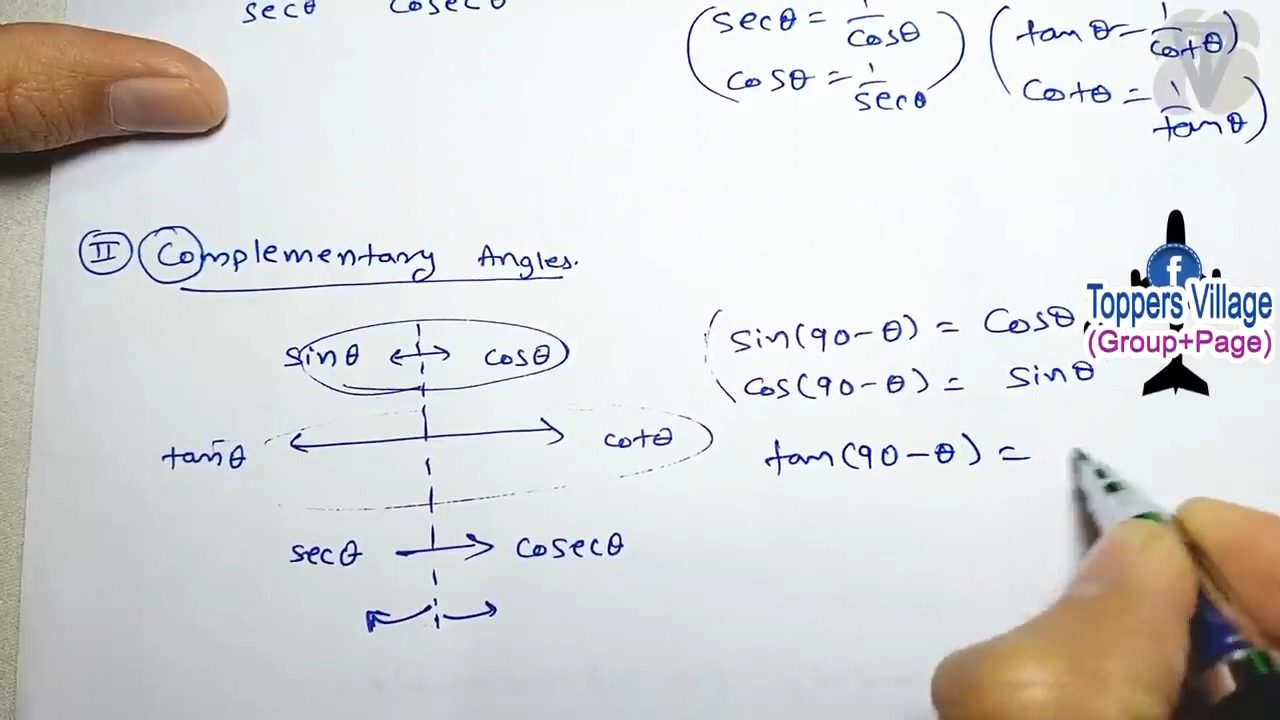 secθ cosecθ
secθ = 1/cosθ
cosθ = 1/secθ
tanθ = 1/cotθ
cotθ = 1/tanθ
II Complementary Angles.
sinθ ↔ cosθ
tanθ ↔ cotθ
secθ → cosecθ
sin(90-θ) = Cosθ
cos(90-θ) = sinθ
tan(90-θ) =
f
Toppers Village
(Group+Page)